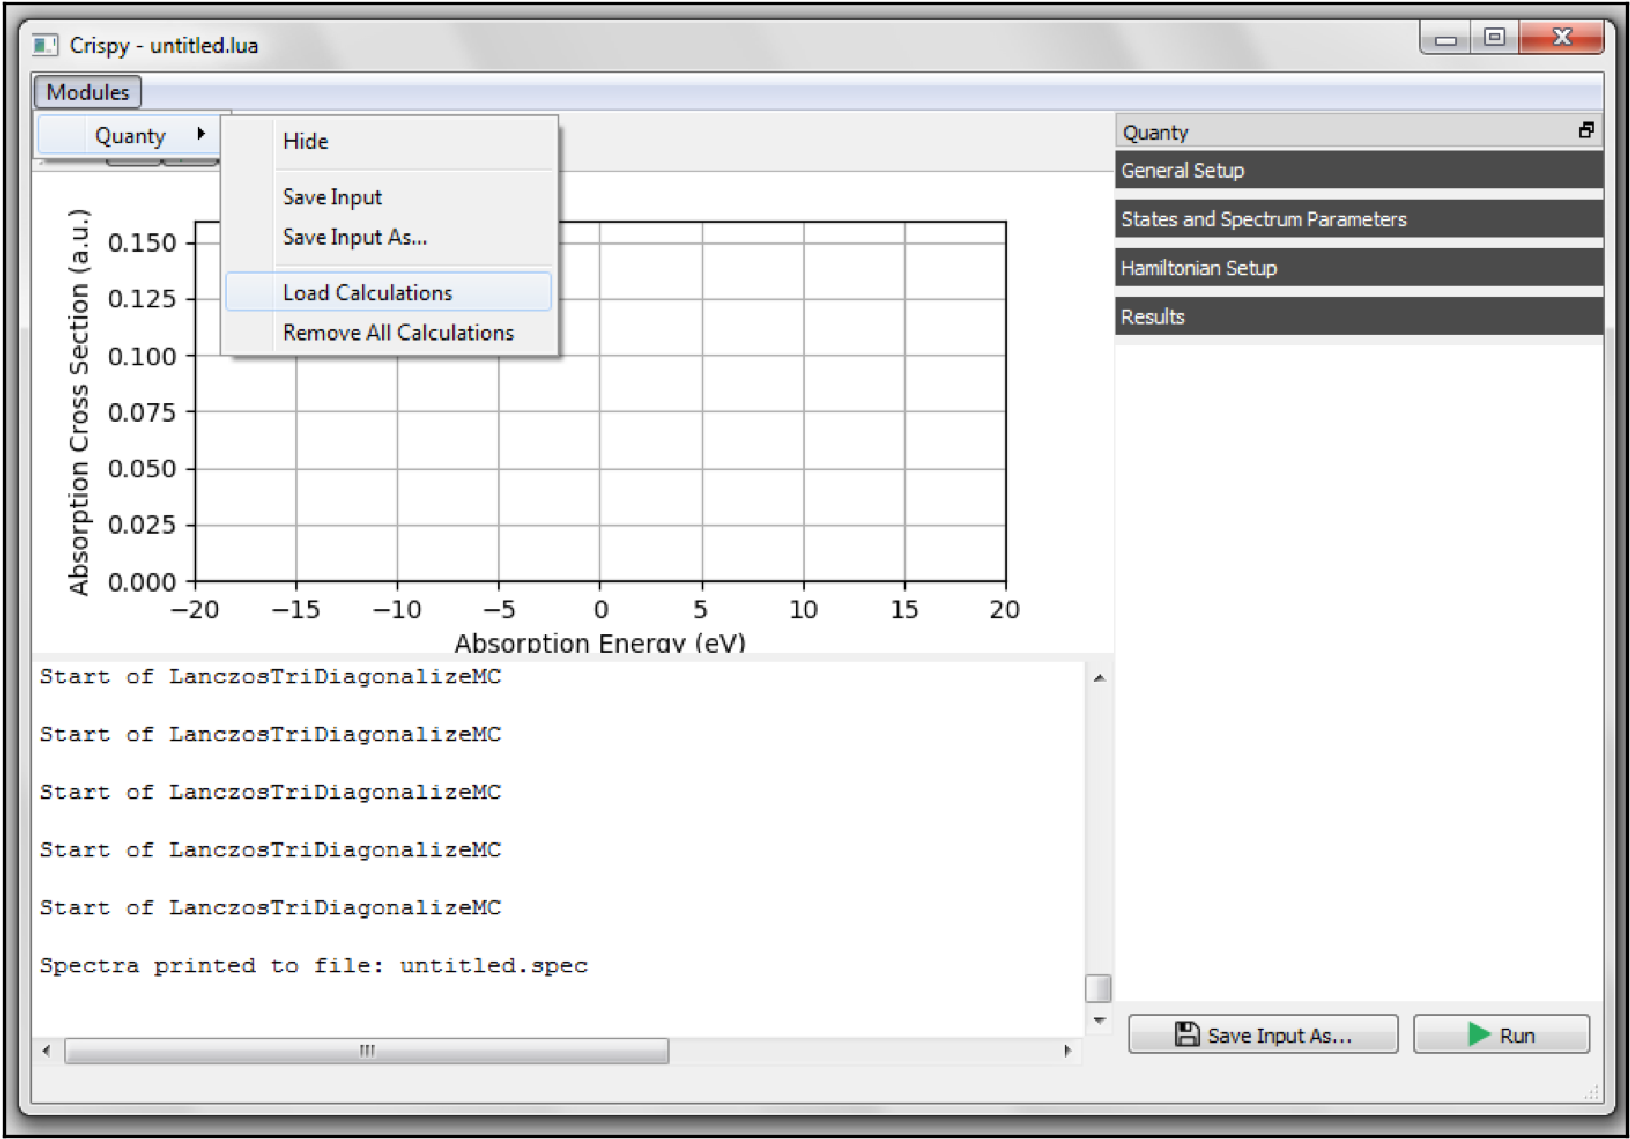 Crispy - untitled.lua
Modules
Quanty
Hide
Save Input
Save Input As...
Load Calculations
Remove All Calculations
Absorption Cross Section (a.u.)
0.150
0.125
0.100
0.075
0.050
0.025
0.000
−20 −15 −10 −5 0 5 10 15 20
Absorption Energy (eV)
Start of LanczosTriDiagonalizeMC
Start of LanczosTriDiagonalizeMC
Start of LanczosTriDiagonalizeMC
Start of LanczosTriDiagonalizeMC
Start of LanczosTriDiagonalizeMC
Spectra printed to file: untitled.spec
Quanty
General Setup
States and Spectrum Parameters
Hamiltonian Setup
Results
Save Input As...
Run